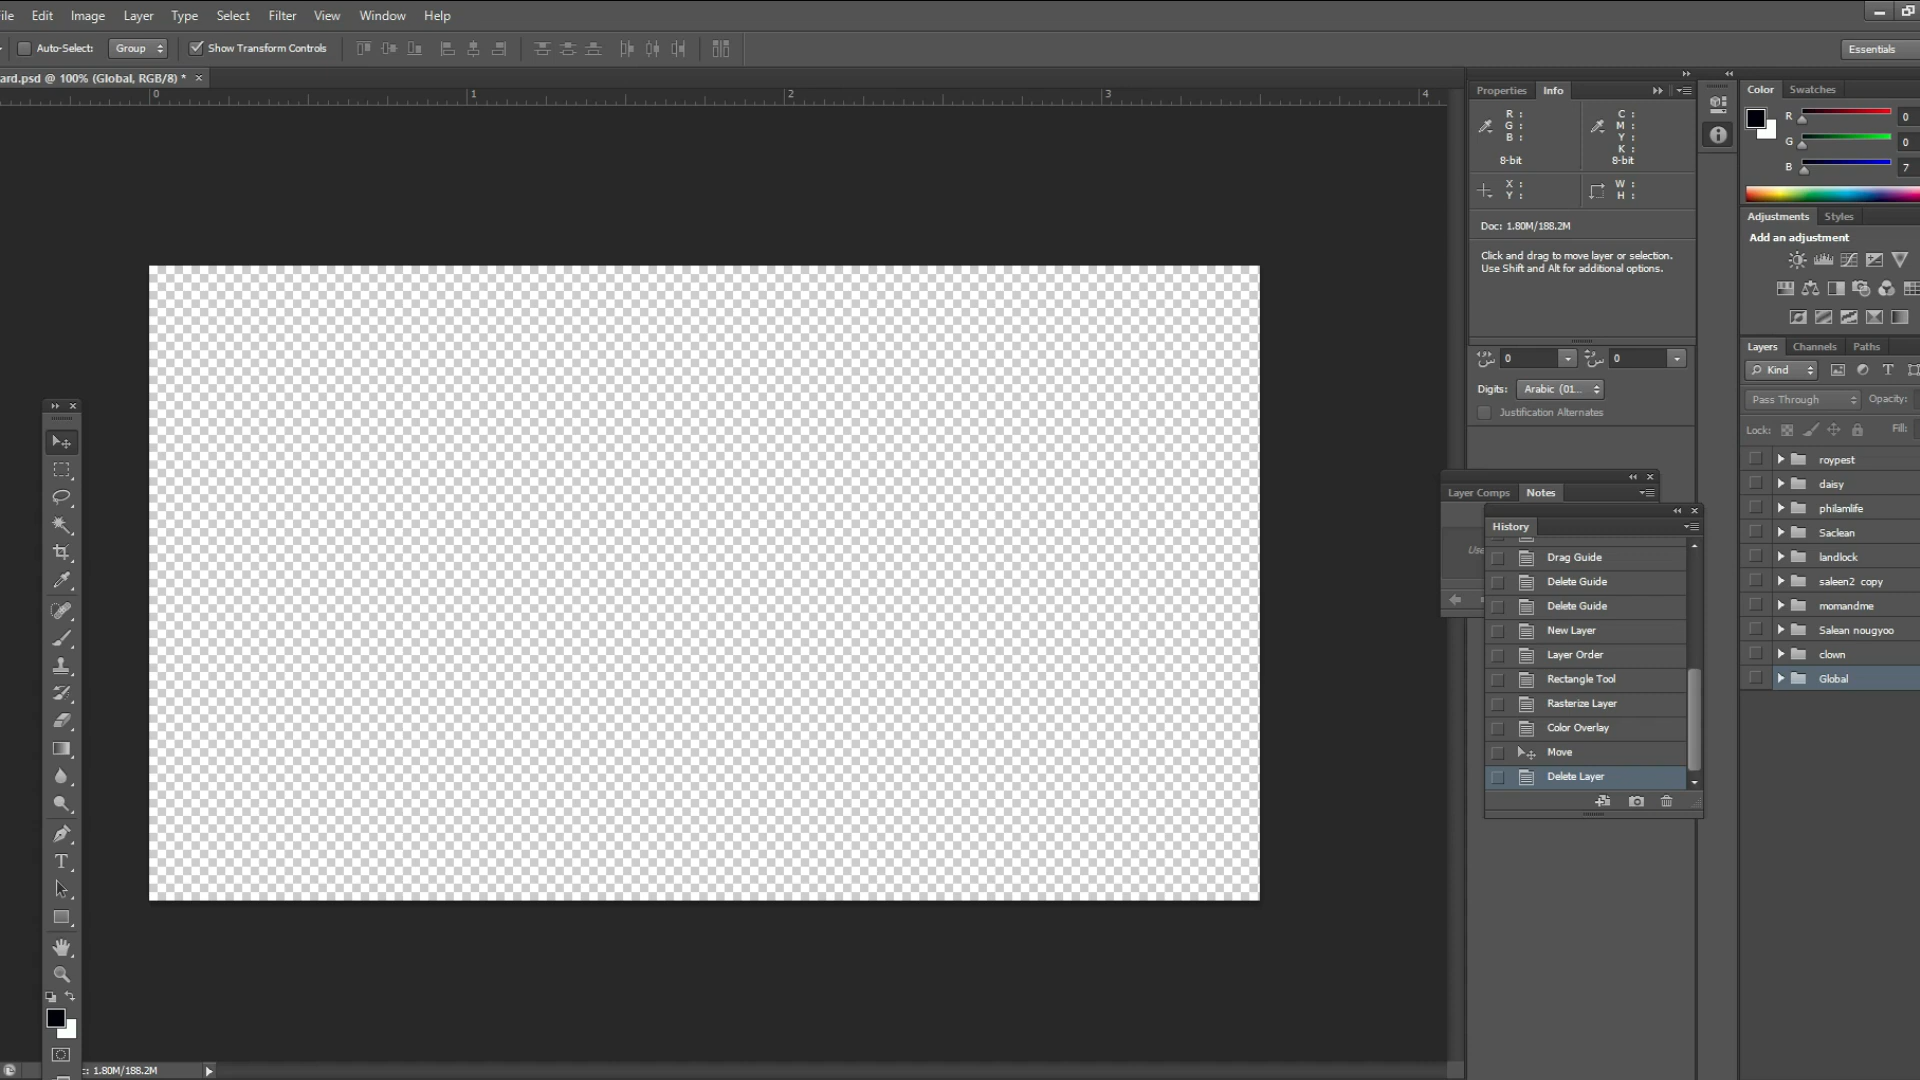 ile Edit Image Layer Type Select Filter View Window Help
Auto-Select: Group Show Transform Controls
Essentials
ard.psd @ 100% (Global, RGB/8) * ×
0 1 2 3 4
Properties Info
R :
G :
B :
8-bit
C :
M :
Y :
K :
8-bit
X :
Y :
W :
H :
Doc: 1.80M/188.2M
Click and drag to move layer or selection.
Use Shift and Alt for additional options.
0 0
Digits: Arabic (01...
Justification Alternates
Layer Comps Notes
Use
History
Drag Guide
Delete Guide
Delete Guide
New Layer
Layer Order
Rectangle Tool
Rasterize Layer
Color Overlay
Move
Delete Layer
Color Swatches
R 0
G 0
B 7
Adjustments Styles
Add an adjustment
Layers Channels Paths
Kind
Pass Through Opacity:
Lock: Fill:
roypest
daisy
philamlife
Saclean
landlock
saleen2 copy
momandme
Salean nougyoo
clown
Global
: 1.80M/188.2M